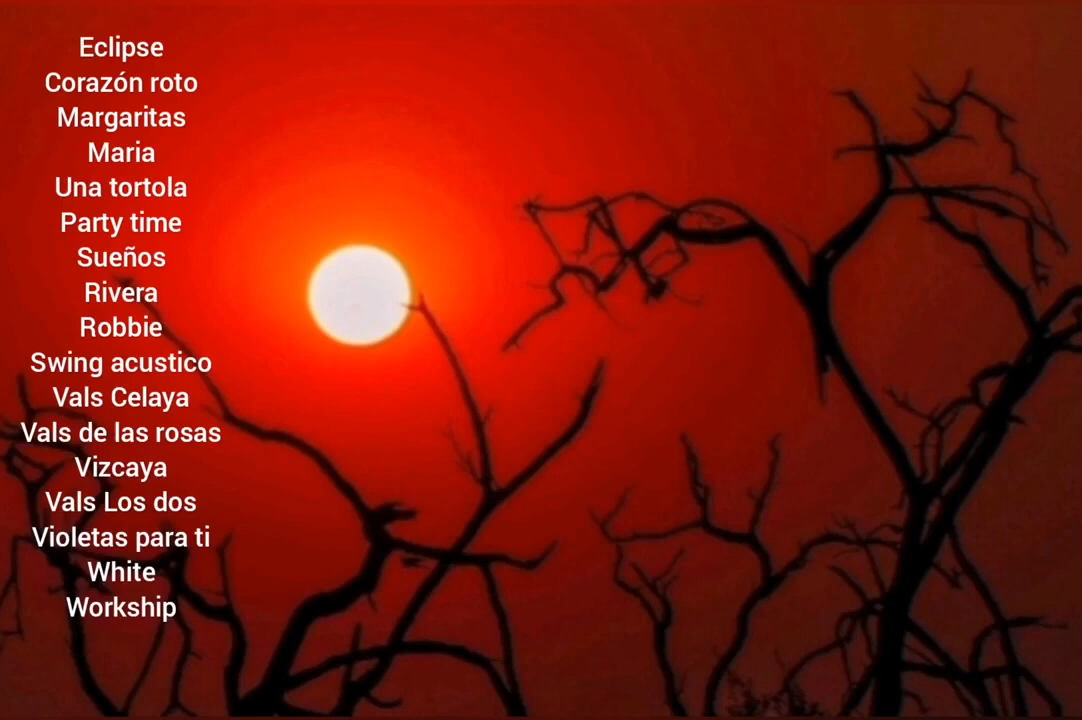 Eclipse
Corazón roto
Margaritas
Maria
Una tortola
Party time
Sueños
Rivera
Robbie
Swing acustico
Vals Celaya
Vals de las rosas
Vizcaya
Vals Los dos
Violetas para ti
White
Workship